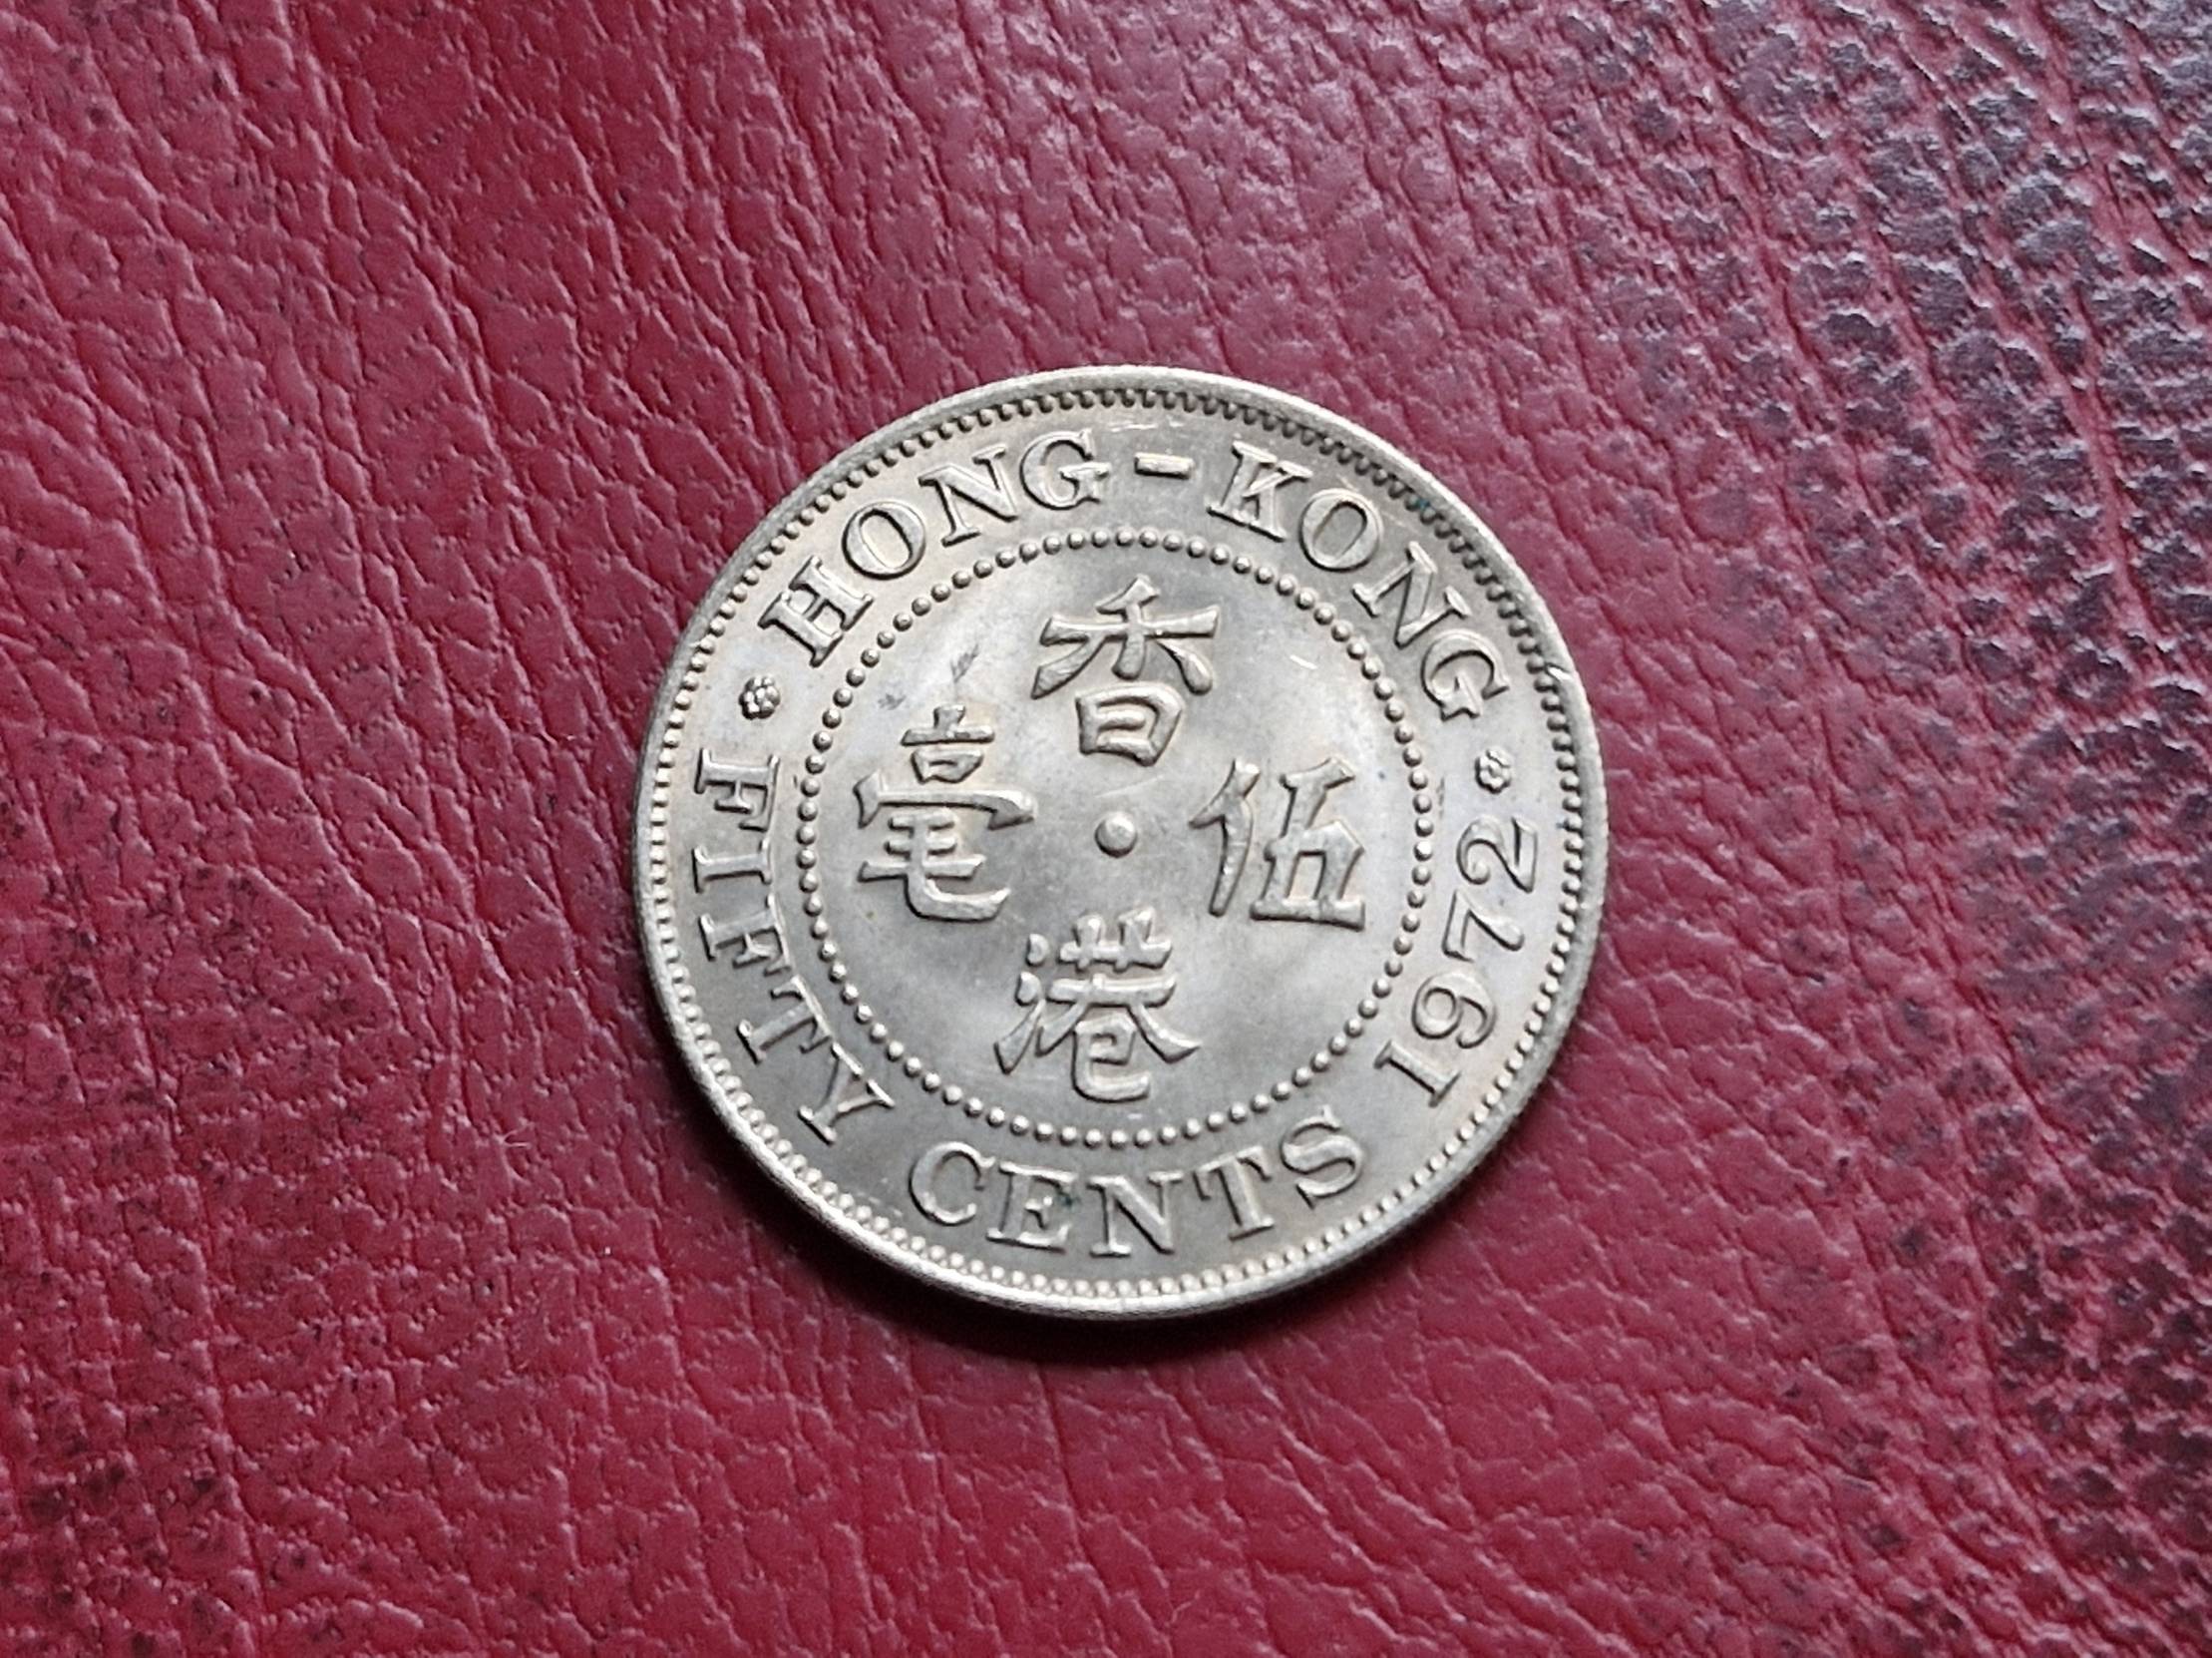 HONG-KONG
香港
伍毫
FIFTY CENTS 1972